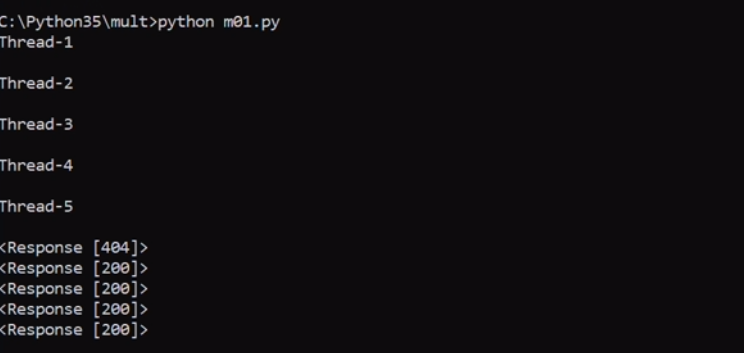 C:\Python35\mult>python m01.py
Thread-1
Thread-2
Thread-3
Thread-4
Thread-5
<Response [404]>
<Response [200]>
<Response [200]>
<Response [200]>
<Response [200]>